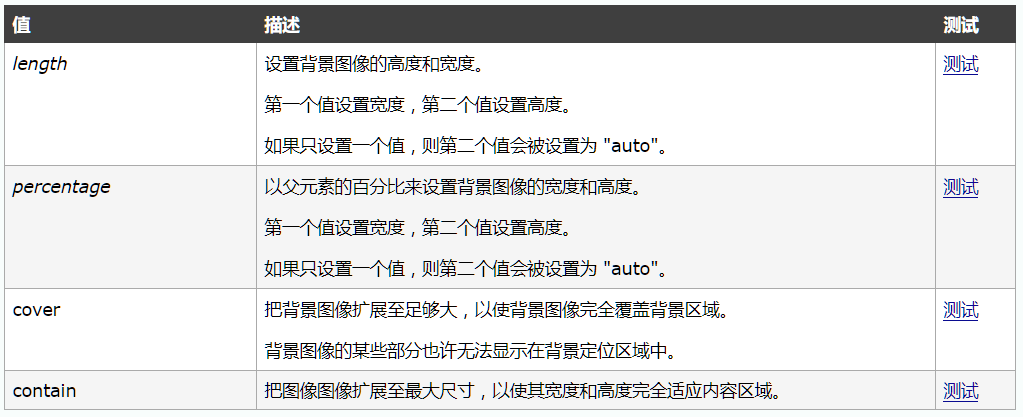 值 描述 测试
length 设置背景图像的高度和宽度。 测试
第一个值设置宽度，第二个值设置高度。
如果只设置一个值，则第二个值会被设置为 "auto"。
percentage 以父元素的百分比来设置背景图像的宽度和高度。 测试
第一个值设置宽度，第二个值设置高度。
如果只设置一个值，则第二个值会被设置为 "auto"。
cover 把背景图像扩展至足够大，以使背景图像完全覆盖背景区域。 测试
背景图像的某些部分也许无法显示在背景定位区域中。
contain 把图像图像扩展至最大尺寸，以使其宽度和高度完全适应内容区域。 测试